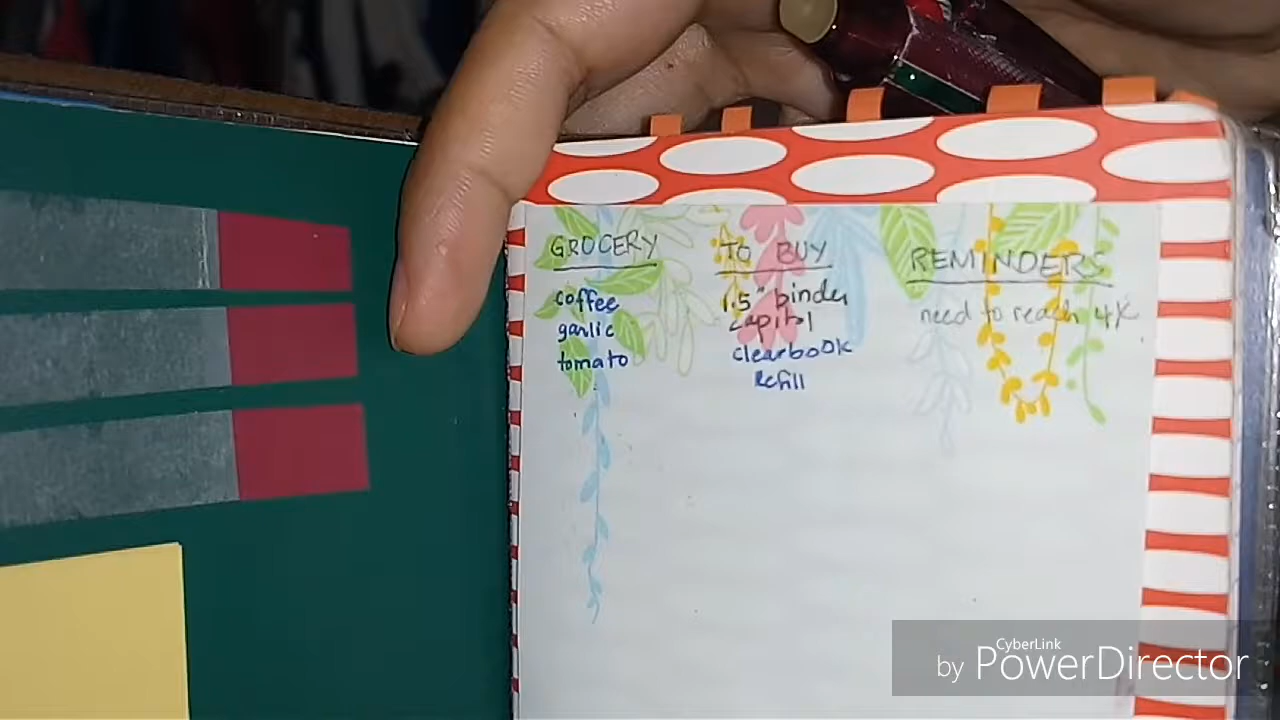 GROCERY
coffee
garlic
tomato
TO BUY
1.5" binder
capitol
clearbook
Refill
REMINDERS
need to reach 4K
CyberLink
by PowerDirector